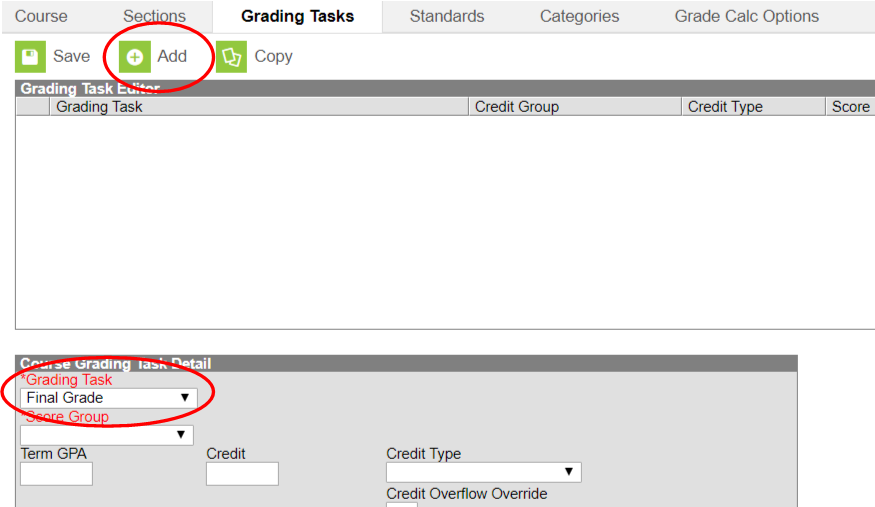 Course Sections Grading Tasks Standards Categories Grade Calc Options
Save Add Copy
Grading Task Editor
Grading Task Credit Group Credit Type Score
Course Grading Task Detail
*Grading Task
Final Grade
*Score Group
Term GPA Credit Credit Type
Credit Overflow Override